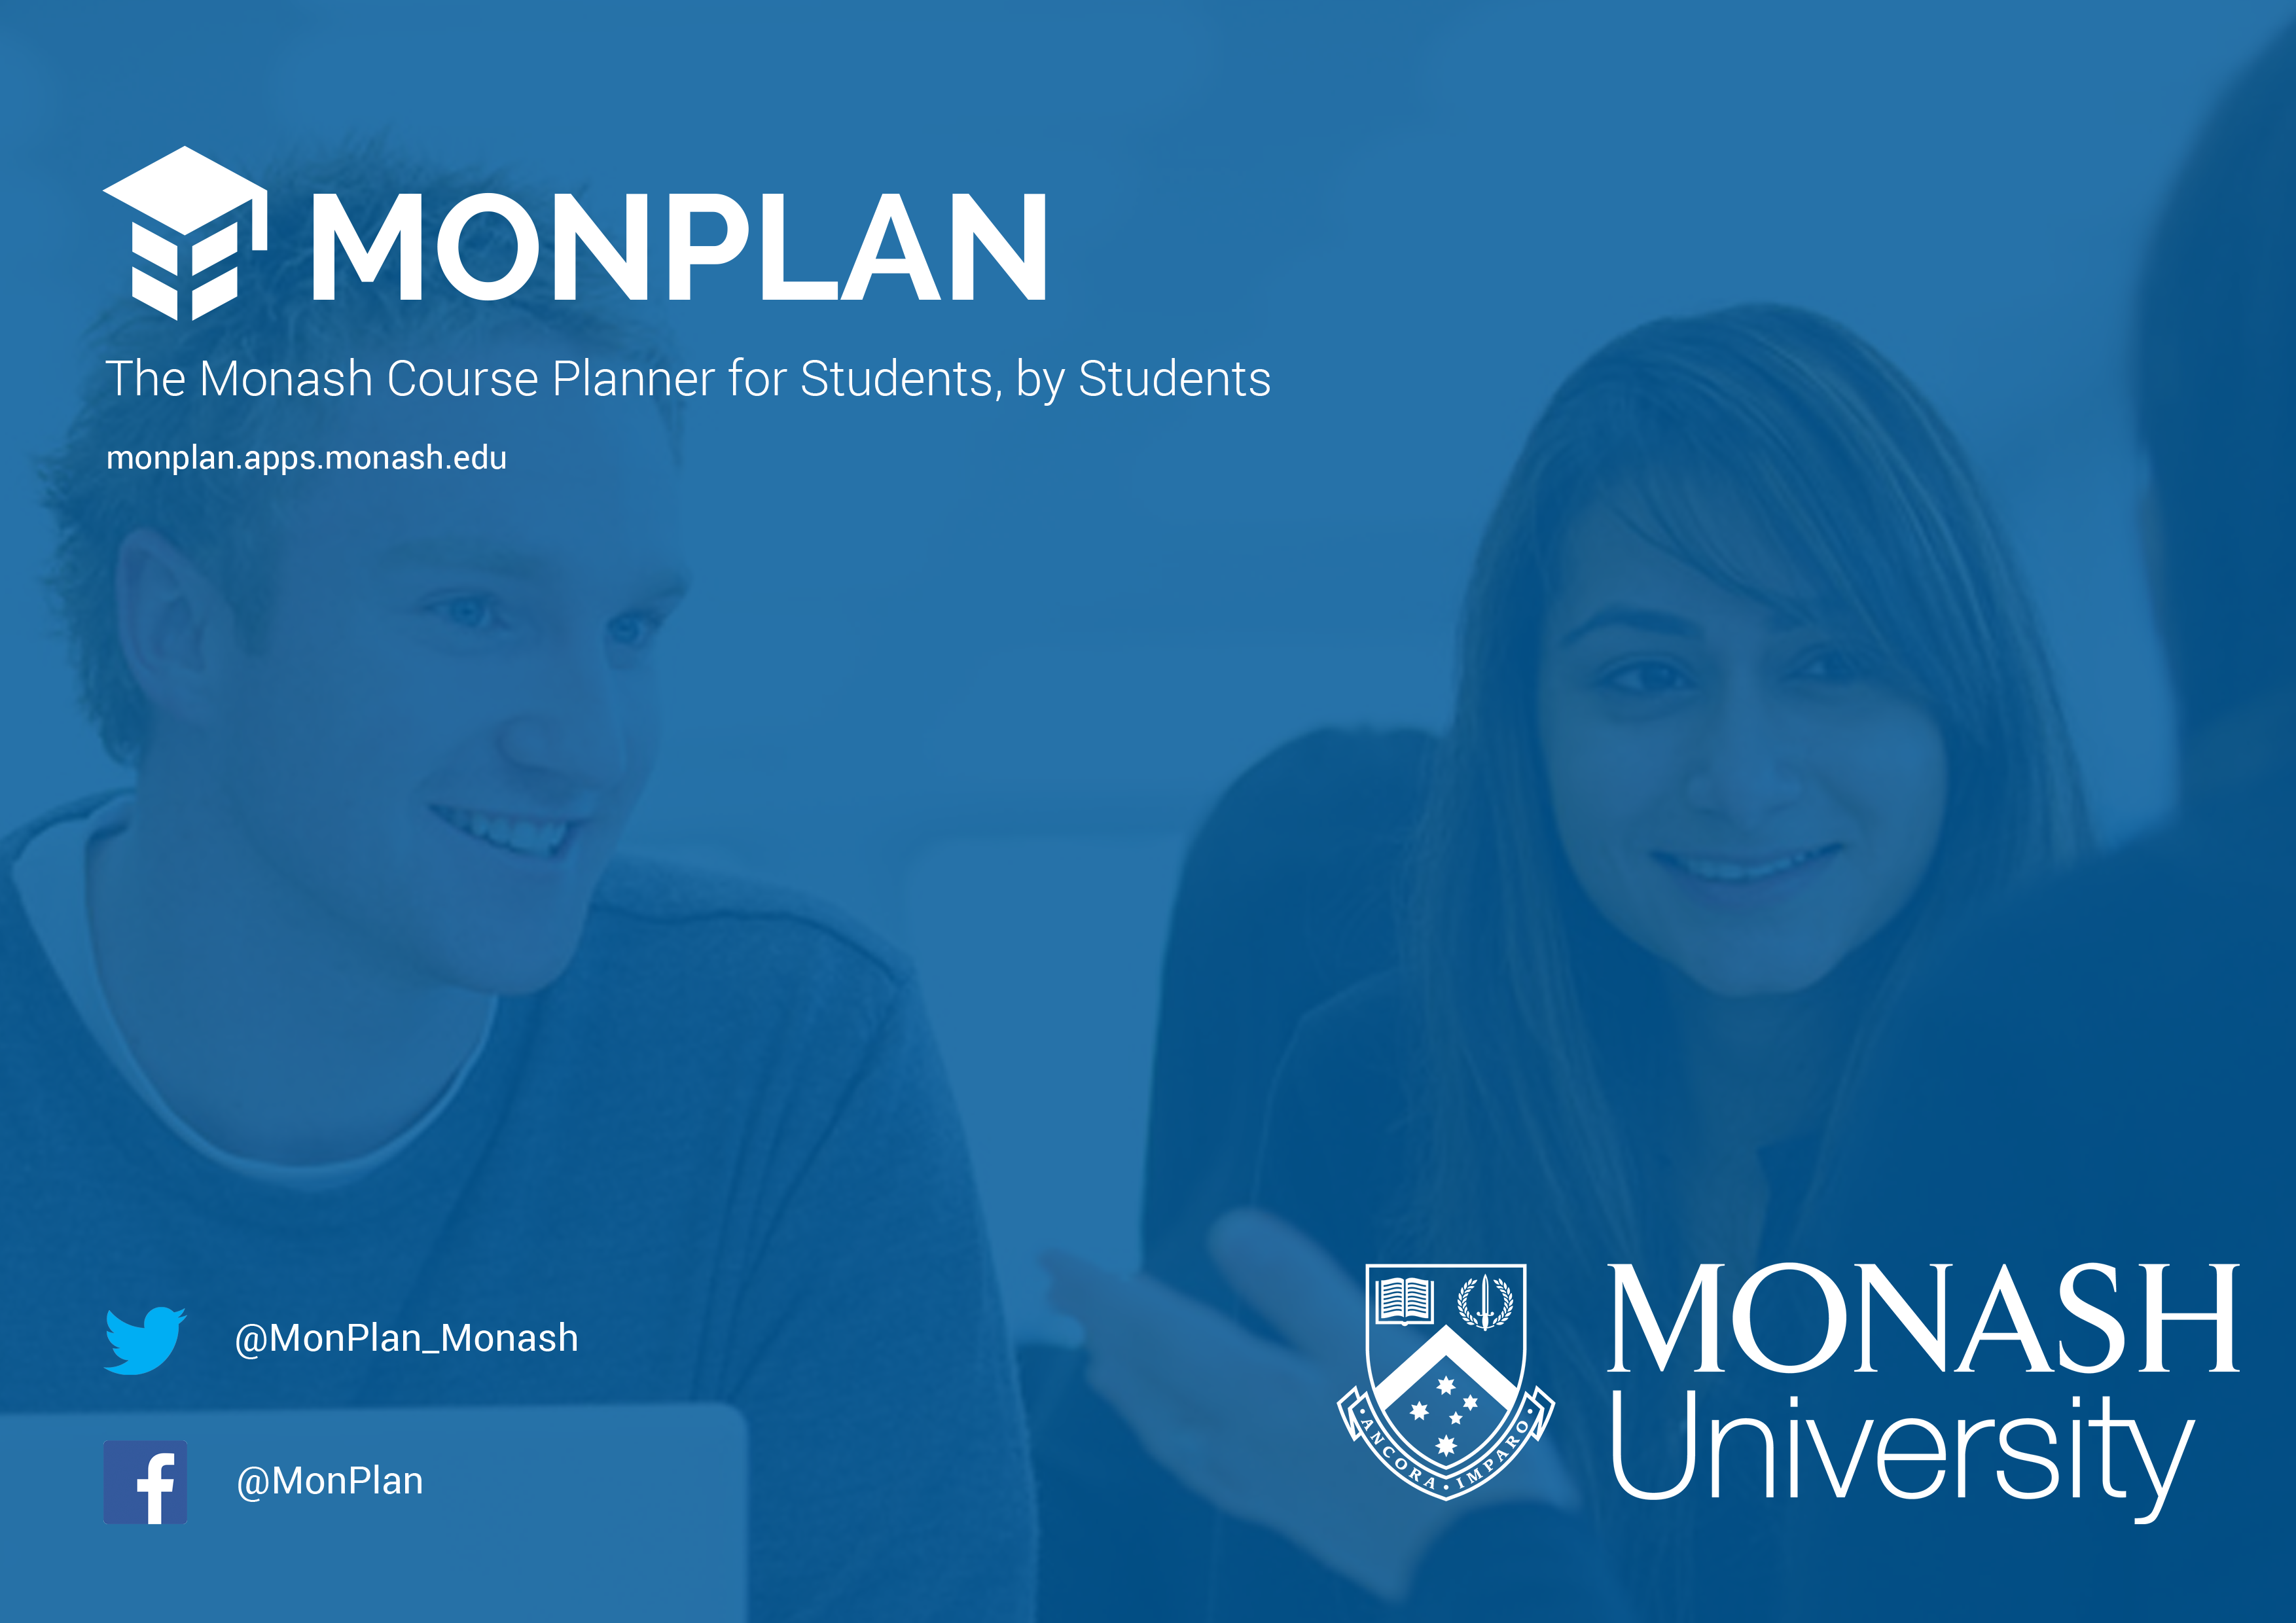 MONPLAN
The Monash Course Planner for Students, by Students
monplan.apps.monash.edu
@MonPlan_Monash
@MonPlan
ANCORA IMPARO
MONASH
University